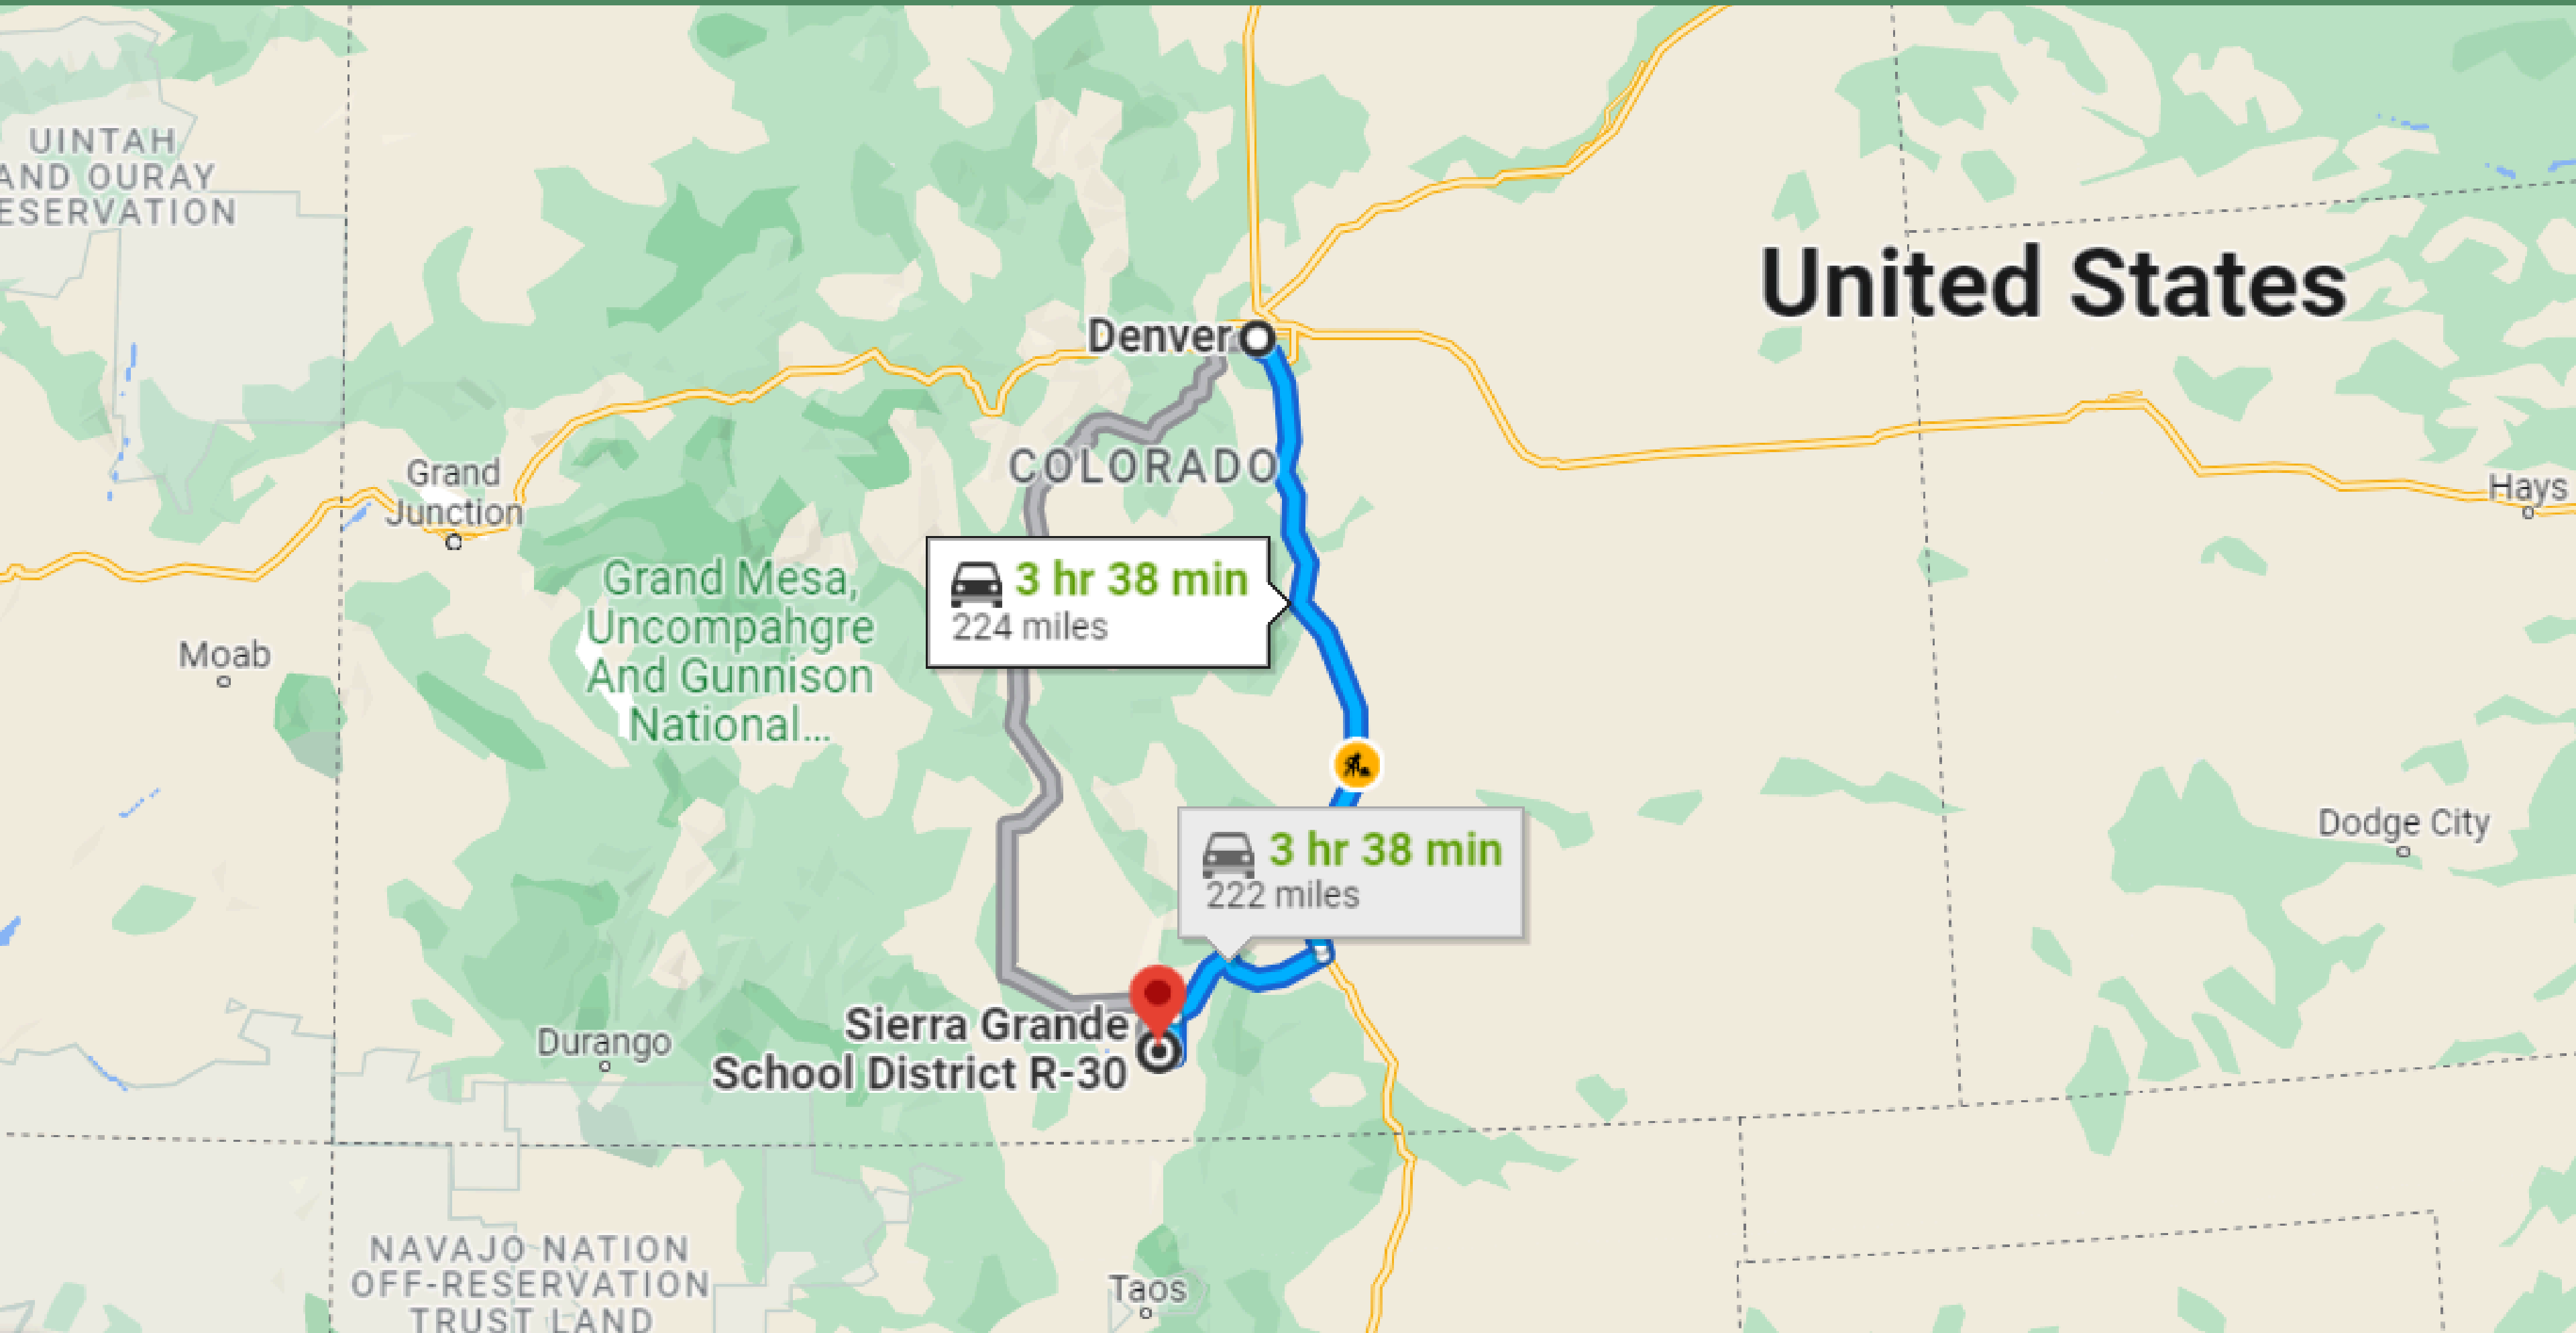 UINTAH
AND OURAY
ESERVATION
United States
Denver
COLORADO
Grand
Junction
Hays
Grand Mesa,
Uncompahgre
And Gunnison
National...
3 hr 38 min
224 miles
Moab
3 hr 38 min
222 miles
Dodge City
Sierra Grande
School District R-30
Durango
NAVAJO NATION
OFF-RESERVATION
TRUST LAND
Taos